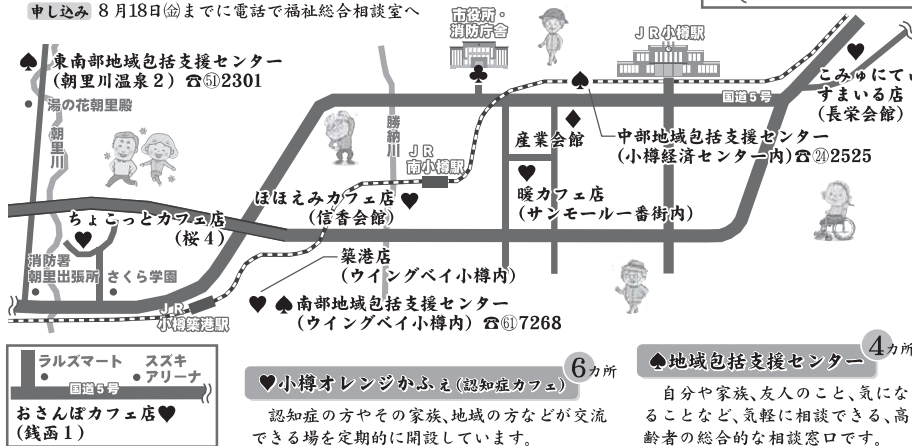 申し込み 8月18日㈮までに電話で福祉総合相談室へ
♠東南部地域包括支援センター
(朝里川温泉2) ☎51 2301
湯の花朝里殿
朝里川
市役所・
消防庁舎
♣
JR小樽駅
国道5号
♥
こみゅにてぃ
すまいる店
(長栄会館)
勝納川
JR
南小樽駅
産業会館
♠中部地域包括支援センター
(小樽経済センター内)☎24 2525
♥
暖カフェ店
(サンモール一番街内)
ほほえみカフェ店
(信香会館)♥
ちょこっとカフェ店
♥ (桜4)
消防署
朝里出張所
さくら学園
築港店
(ウイングベイ小樽内)
♥ ♠南部地域包括支援センター
(ウイングベイ小樽内) ☎61 7268
JR
小樽築港駅
ラルズマート
スズキ
アリーナ
国道5号
おさんぽカフェ店♥
(銭函1)
♥小樽オレンジかふぇ(認知症カフェ) 6カ所
認知症の方やその家族、地域の方などが交流
できる場を定期的に開設しています。
♠地域包括支援センター 4カ所
自分や家族、友人のこと、気にな
ることなど、気軽に相談できる、高
齢者の総合的な相談窓口です。